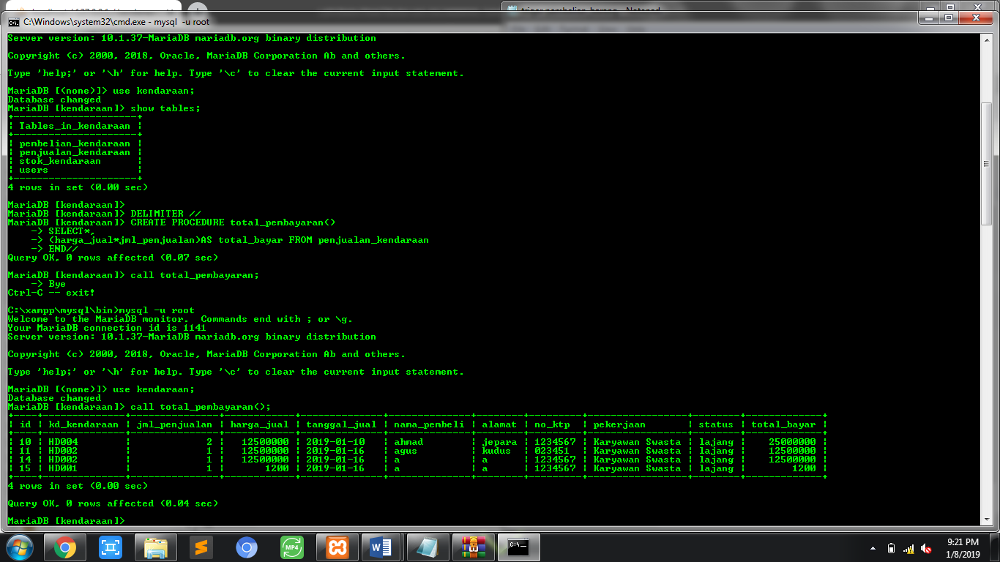 C:\Windows\system32\cmd.exe - mysql -u root
Server version: 10.1.37-MariaDB mariadb.org binary distribution
Copyright (c) 2000, 2018, Oracle, MariaDB Corporation Ab and others.
Type 'help;' or '\h' for help. Type '\c' to clear the current input statement.
MariaDB [(none)]> use kendaraan;
Database changed
MariaDB [kendaraan]> show tables;
+---------------------+
| Tables_in_kendaraan |
+---------------------+
| pembelian_kendaraan |
| penjualan_kendaraan |
| stok_kendaraan      |
| users               |
+---------------------+
4 rows in set (0.00 sec)
MariaDB [kendaraan]>
MariaDB [kendaraan]> DELIMITER //
MariaDB [kendaraan]> CREATE PROCEDURE total_pembayaran()
    -> SELECT*,
    -> (harga_jual*jml_penjualan)AS total_bayar FROM penjualan_kendaraan
    -> END//
Query OK, 0 rows affected (0.07 sec)
MariaDB [kendaraan]> call total_pembayaran;
    -> Bye
Ctrl-C -- exit!
C:\xampp\mysql\bin>mysql -u root
Welcome to the MariaDB monitor.  Commands end with ; or \g.
Your MariaDB connection id is 1141
Server version: 10.1.37-MariaDB mariadb.org binary distribution
Copyright (c) 2000, 2018, Oracle, MariaDB Corporation Ab and others.
Type 'help;' or '\h' for help. Type '\c' to clear the current input statement.
MariaDB [(none)]> use kendaraan;
Database changed
MariaDB [kendaraan]> call total_pembayaran();
+----+--------------+---------------+------------+--------------+--------------+--------+---------+-----------------+--------+-------------+
| id | kd_kendaraan | jml_penjualan | harga_jual | tanggal_jual | nama_pembeli | alamat | no_ktp  | pekerjaan       | status | total_bayar |
+----+--------------+---------------+------------+--------------+--------------+--------+---------+-----------------+--------+-------------+
| 10 | HD004        |             2 |   12500000 | 2019-01-10   | ahmad        | jepara | 1234567 | Karyawan Swasta | lajang |    25000000 |
| 11 | HD002        |             1 |   12500000 | 2019-01-16   | agus         | kudus  | 023451  | Karyawan Swasta | lajang |    12500000 |
| 14 | HD002        |             1 |   12500000 | 2019-01-16   | a            | a      | 1234567 | Karyawan Swasta | lajang |    12500000 |
| 15 | HD001        |             1 |       1200 | 2019-01-16   | a            | a      | 1234567 | Karyawan Swasta | lajang |        1200 |
+----+--------------+---------------+------------+--------------+--------------+--------+---------+-----------------+--------+-------------+
4 rows in set (0.00 sec)
Query OK, 0 rows affected (0.04 sec)
MariaDB [kendaraan]>
MP4
9:21 PM
1/8/2019